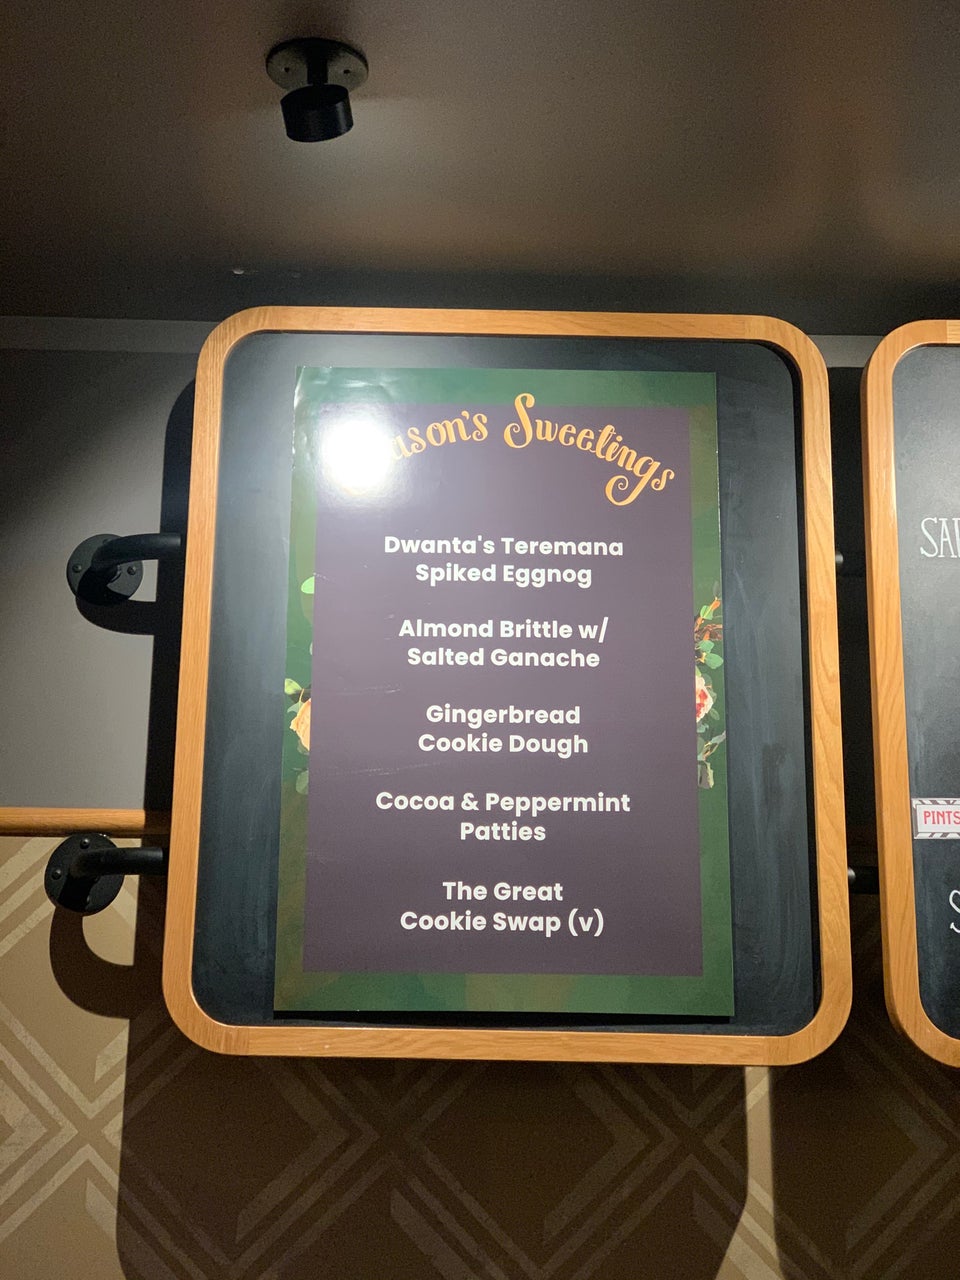 Sweetings
Dwanta's Teremana
Spiked Eggnog
Almond Brittle w/
Salted Ganache
Gingerbread
Cookie Dough
Cocoa & Peppermint
Patties
The Great
Cookie Swap (v)
PINTS